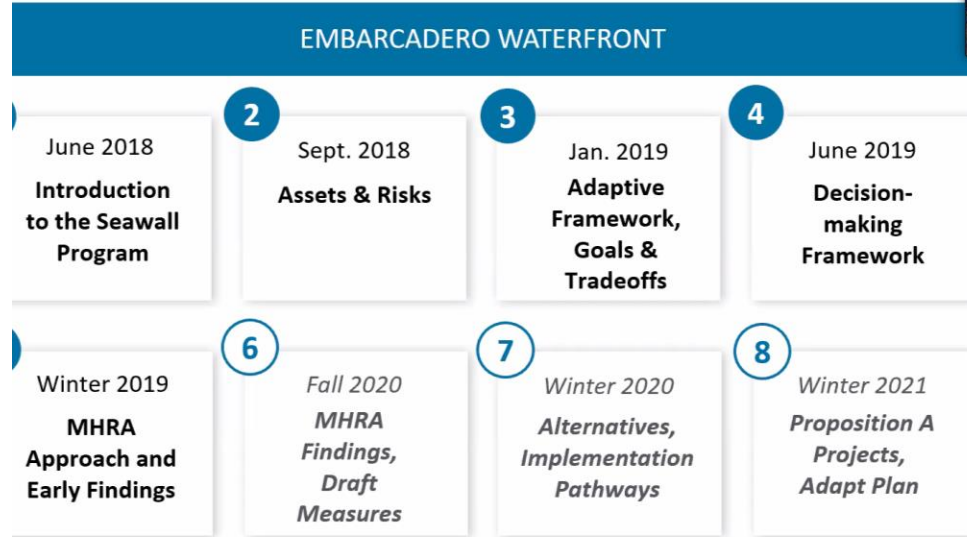 EMBARCADERO WATERFRONT
2
3
4
June 2018
Sept. 2018
Jan. 2019
June 2019
Introduction
to the Seawall
Program
Assets & Risks
Adaptive
Framework,
Goals &
Tradeoffs
Decision-
making
Framework
6
7
8
Winter 2019
Fall 2020
Winter 2020
Winter 2021
MHRA
Approach and
Early Findings
MHRA
Findings,
Draft
Measures
Alternatives,
Implementation
Pathways
Proposition A
Projects,
Adapt Plan